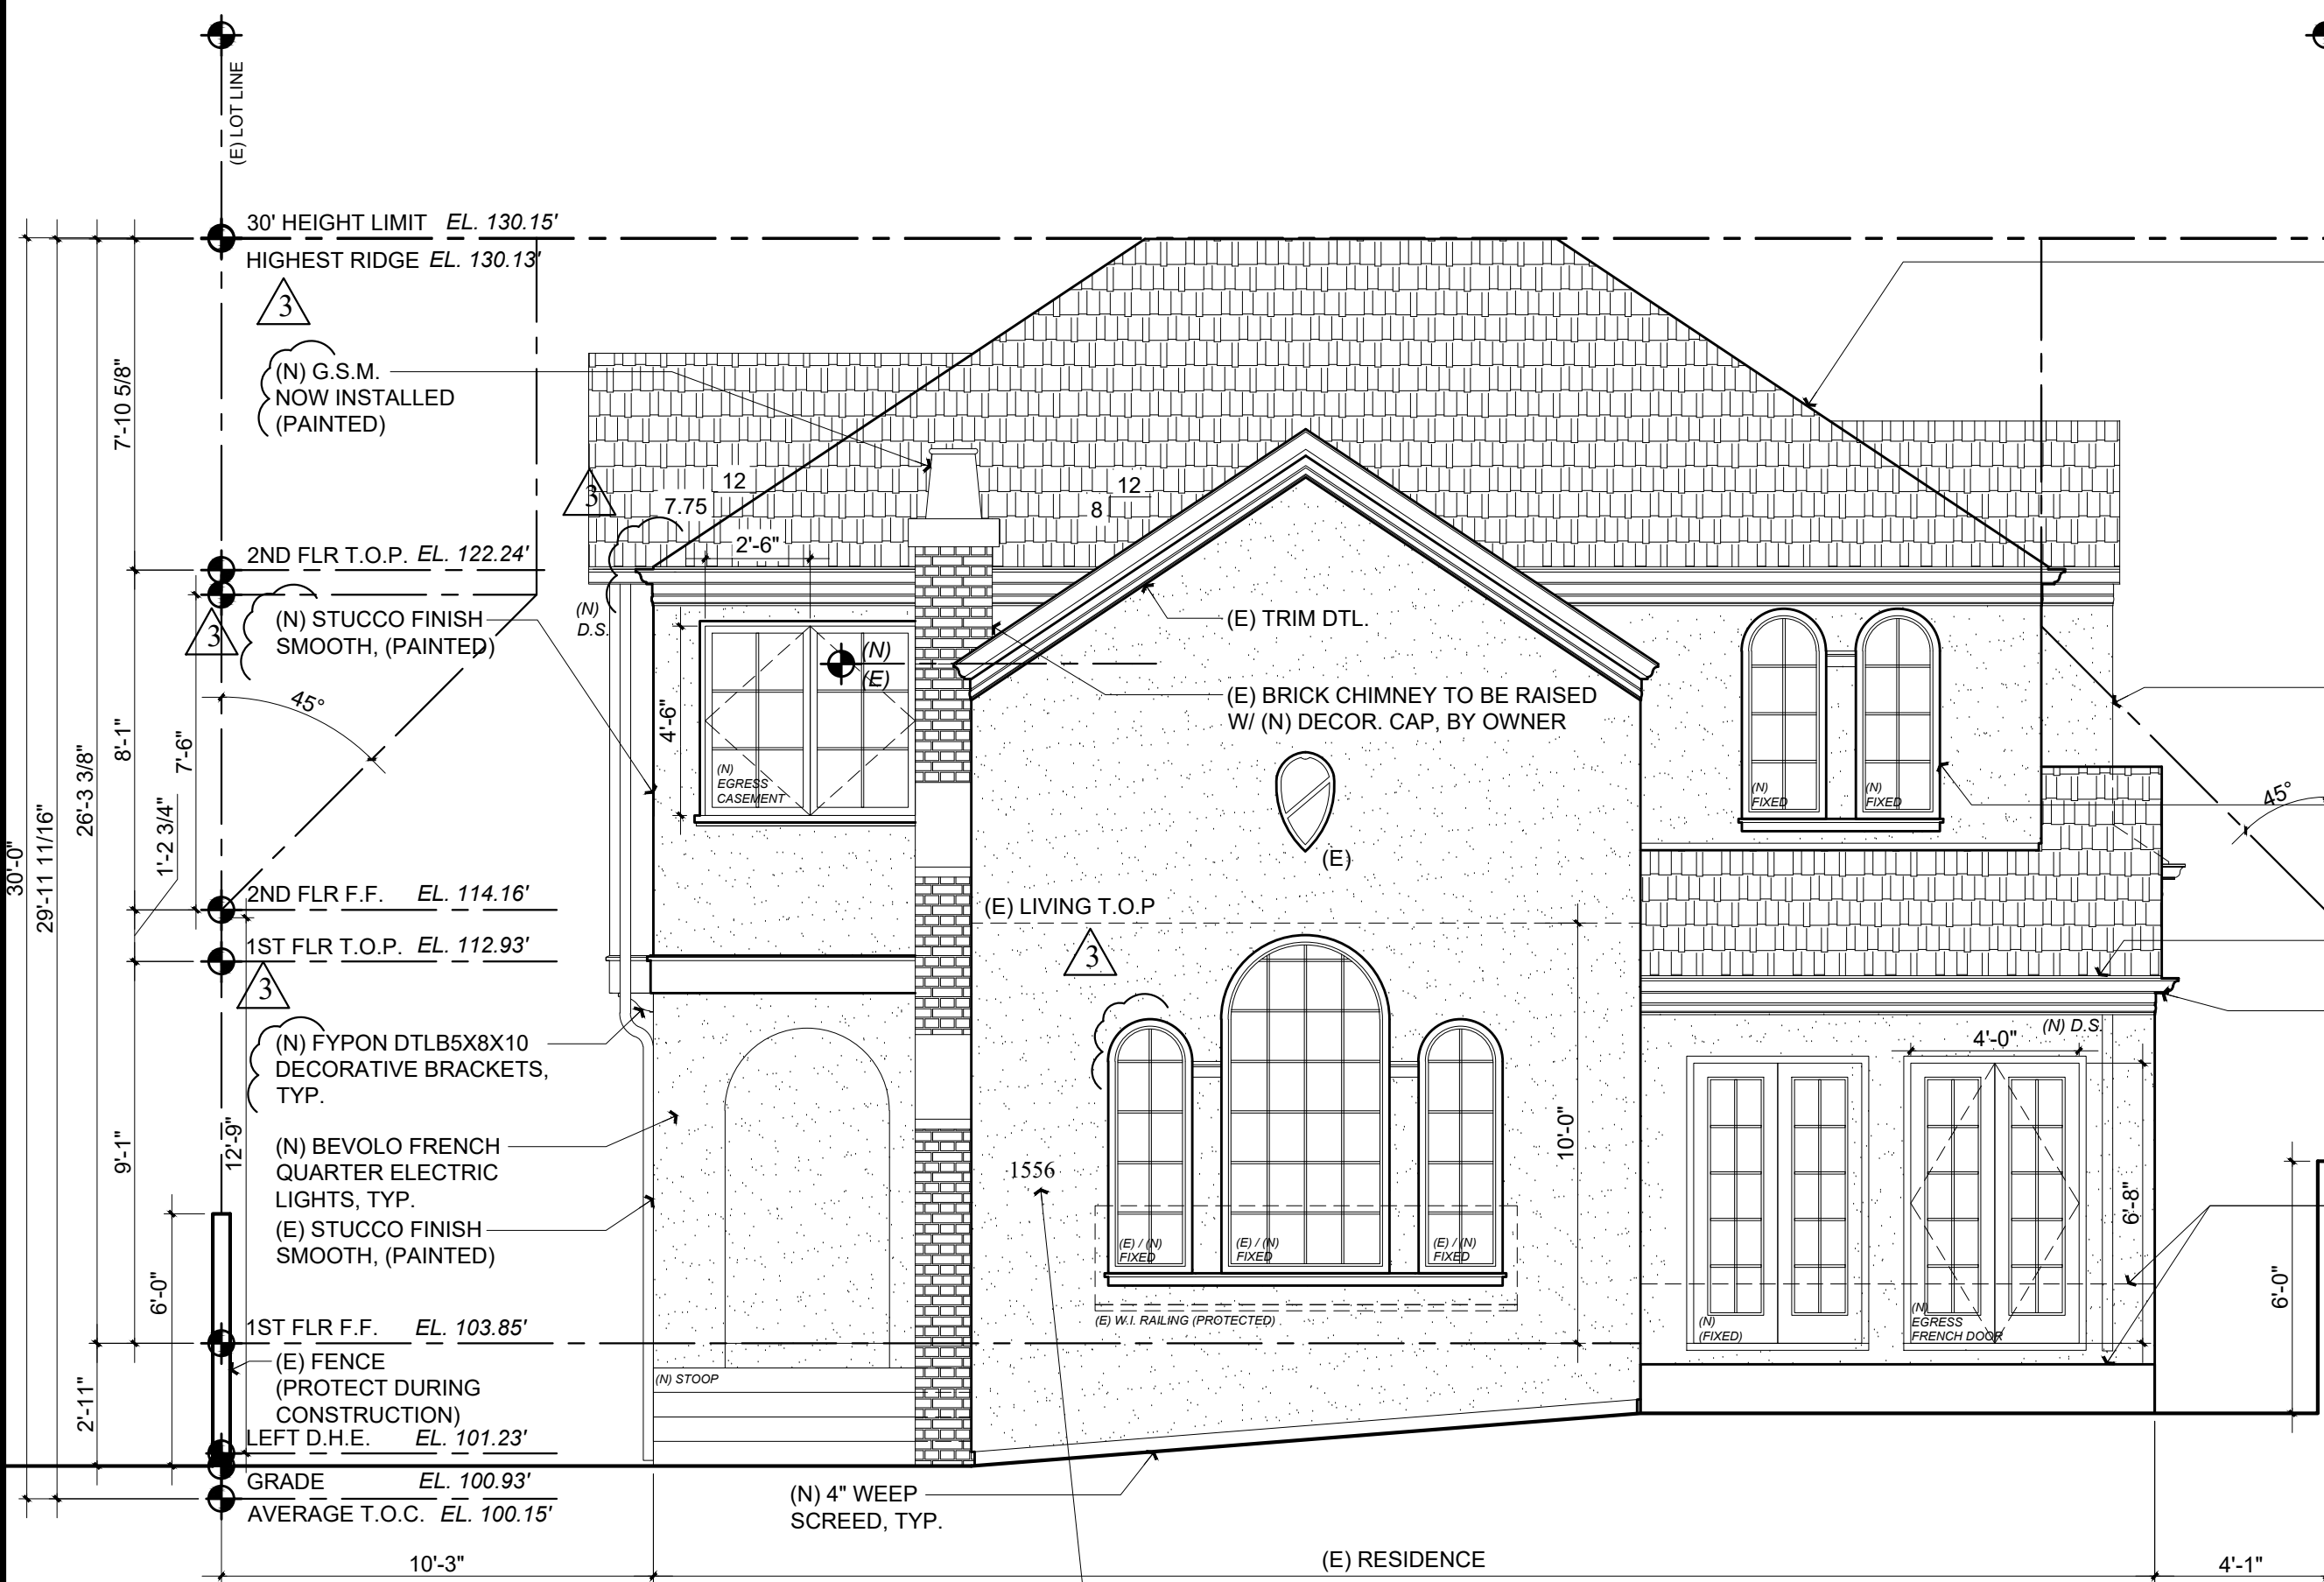 (E) LOT LINE
30' HEIGHT LIMIT EL. 130.15'
HIGHEST RIDGE EL. 130.13'
3
(N) G.S.M.
NOW INSTALLED
(PAINTED)
7'-10 5/8"
3
12
7.75
2'-6"
12
8
2ND FLR T.O.P. EL. 122.24'
3
(N) STUCCO FINISH
SMOOTH, (PAINTED)
(N)
D.S.
(E) TRIM DTL.
(N)
(E)
(E) BRICK CHIMNEY TO BE RAISED
W/ (N) DECOR. CAP, BY OWNER
45°
4'-6"
(N)
EGRESS
CASEMENT
(N)
FIXED
(N)
FIXED
45°
8'-1"
7'-6"
26'-3 3/8"
1'-2 3/4"
30'-0"
29'-11 11/16"
(E)
2ND FLR F.F. EL. 114.16'
(E) LIVING T.O.P
1ST FLR T.O.P. EL. 112.93'
3
3
(N) FYPON DTLB5X8X10
DECORATIVE BRACKETS,
TYP.
(N) D.S.
4'-0"
9'-1"
12'-9"
10'-0"
(N) BEVOLO FRENCH
QUARTER ELECTRIC
LIGHTS, TYP.
1556
6'-8"
(E) STUCCO FINISH
SMOOTH, (PAINTED)
(E) / (N)
FIXED
(E) / (N)
FIXED
(E) / (N)
FIXED
6'-0"
6'-0"
(E) W.I. RAILING (PROTECTED)
(N)
(FIXED)
(N)
EGRESS
FRENCH DOOR
1ST FLR F.F. EL. 103.85'
(E) FENCE
(PROTECT DURING
CONSTRUCTION)
(N) STOOP
2'-11"
LEFT D.H.E. EL. 101.23'
GRADE EL. 100.93'
AVERAGE T.O.C. EL. 100.15'
(N) 4" WEEP
SCREED, TYP.
10'-3"
(E) RESIDENCE
4'-1"